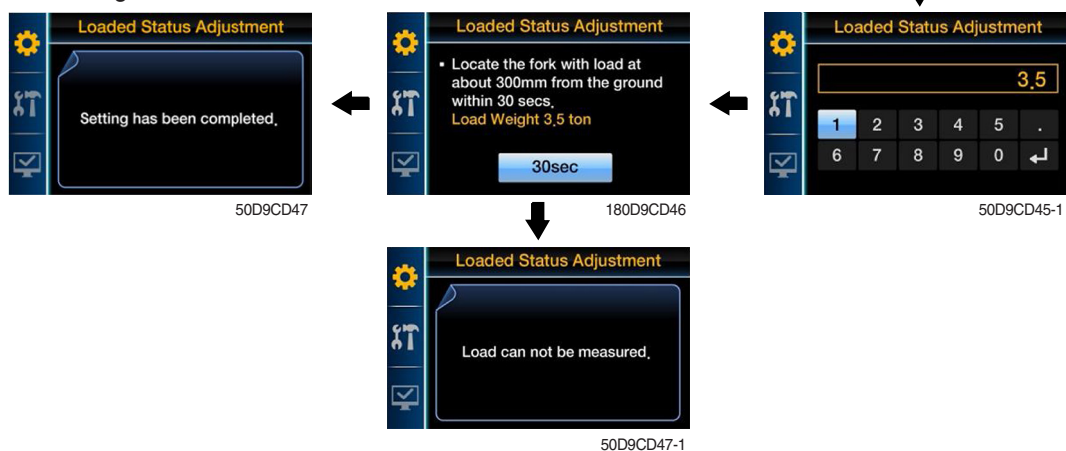 Loaded Status Adjustment
Setting has been completed.
50D9CD47
Loaded Status Adjustment
▪ Locate the fork with load at
about 300mm from the ground
within 30 secs.
Load Weight 3.5 ton
30sec
180D9CD46
Loaded Status Adjustment
3.5
1 2 3 4 5 .
6 7 8 9 0 ↵
50D9CD45-1
Loaded Status Adjustment
Load can not be measured.
50D9CD47-1